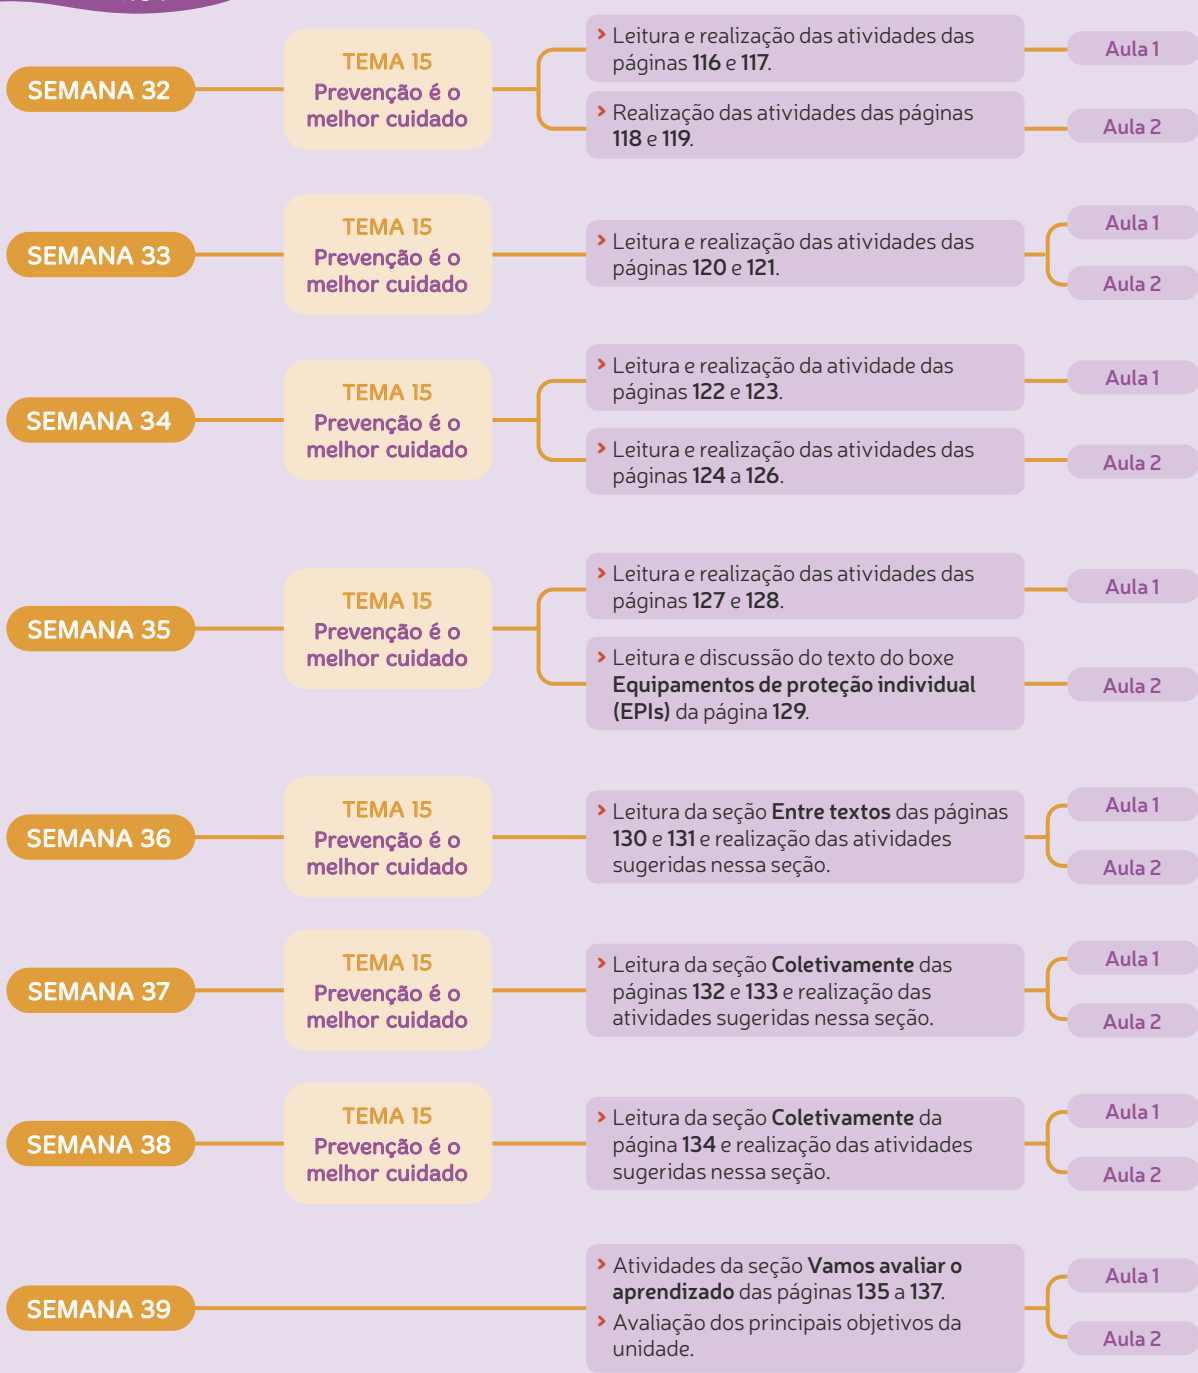 SEMANA 32
TEMA 15
Prevenção é o
melhor cuidado
> Leitura e realização das atividades das
páginas 116 e 117.
Aula 1
> Realização das atividades das páginas
118 e 119.
Aula 2
SEMANA 33
TEMA 15
Prevenção é o
melhor cuidado
> Leitura e realização das atividades das
páginas 120 e 121.
Aula 1
Aula 2
SEMANA 34
TEMA 15
Prevenção é o
melhor cuidado
> Leitura e realização da atividade das
páginas 122 e 123.
Aula 1
> Leitura e realização das atividades das
páginas 124 a 126.
Aula 2
SEMANA 35
TEMA 15
Prevenção é o
melhor cuidado
> Leitura e realização das atividades das
páginas 127 e 128.
Aula 1
> Leitura e discussão do texto do boxe
Equipamentos de proteção individual
(EPIs) da página 129.
Aula 2
SEMANA 36
TEMA 15
Prevenção é o
melhor cuidado
> Leitura da seção Entre textos das páginas
130 e 131 e realização das atividades
sugeridas nessa seção.
Aula 1
Aula 2
SEMANA 37
TEMA 15
Prevenção é o
melhor cuidado
> Leitura da seção Coletivamente das
páginas 132 e 133 e realização das
atividades sugeridas nessa seção.
Aula 1
Aula 2
SEMANA 38
TEMA 15
Prevenção é o
melhor cuidado
> Leitura da seção Coletivamente da
página 134 e realização das atividades
sugeridas nessa seção.
Aula 1
Aula 2
SEMANA 39
> Atividades da seção Vamos avaliar o
aprendizado das páginas 135 a 137.
> Avaliação dos principais objetivos da
unidade.
Aula 1
Aula 2